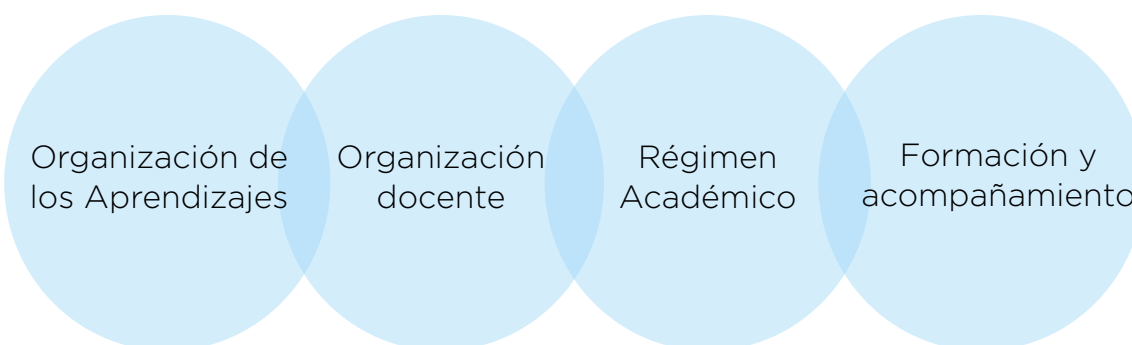 Organización de
los Aprendizajes
Organización
docente
Régimen
Académico
Formación y
acompañamiento